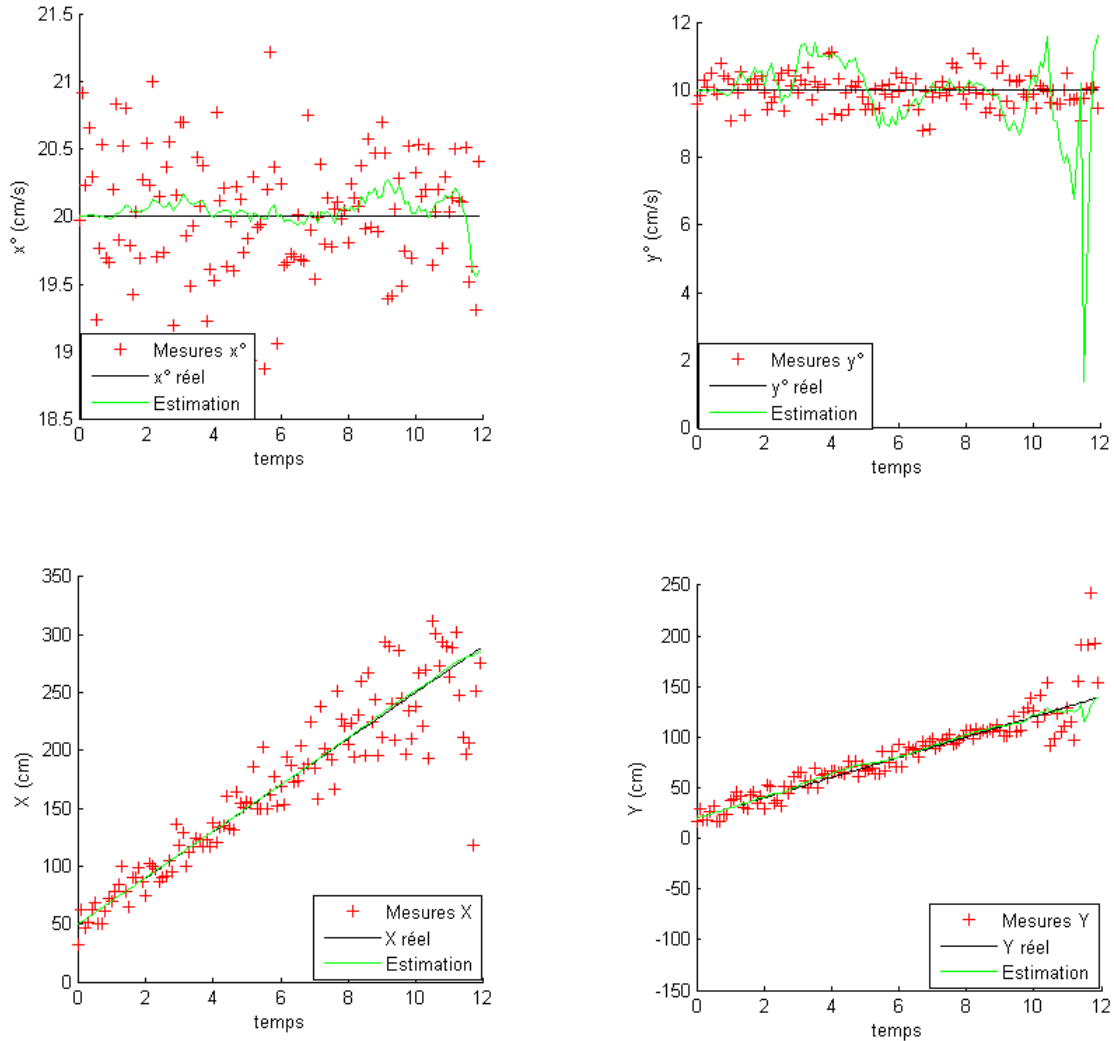 21.5
21
20.5
20
19.5
19
18.5
x° (cm/s)
Mesures x°
x° réel
Estimation
0 2 4 6 8 10 12
temps
12
10
8
6
4
2
0
y° (cm/s)
Mesures y°
y° réel
Estimation
0 2 4 6 8 10 12
temps
350
300
250
200
150
100
50
0
X (cm)
Mesures X
X réel
Estimation
0 2 4 6 8 10 12
temps
250
200
150
100
50
0
-50
-100
-150
Y (cm)
Mesures Y
Y réel
Estimation
0 2 4 6 8 10 12
temps